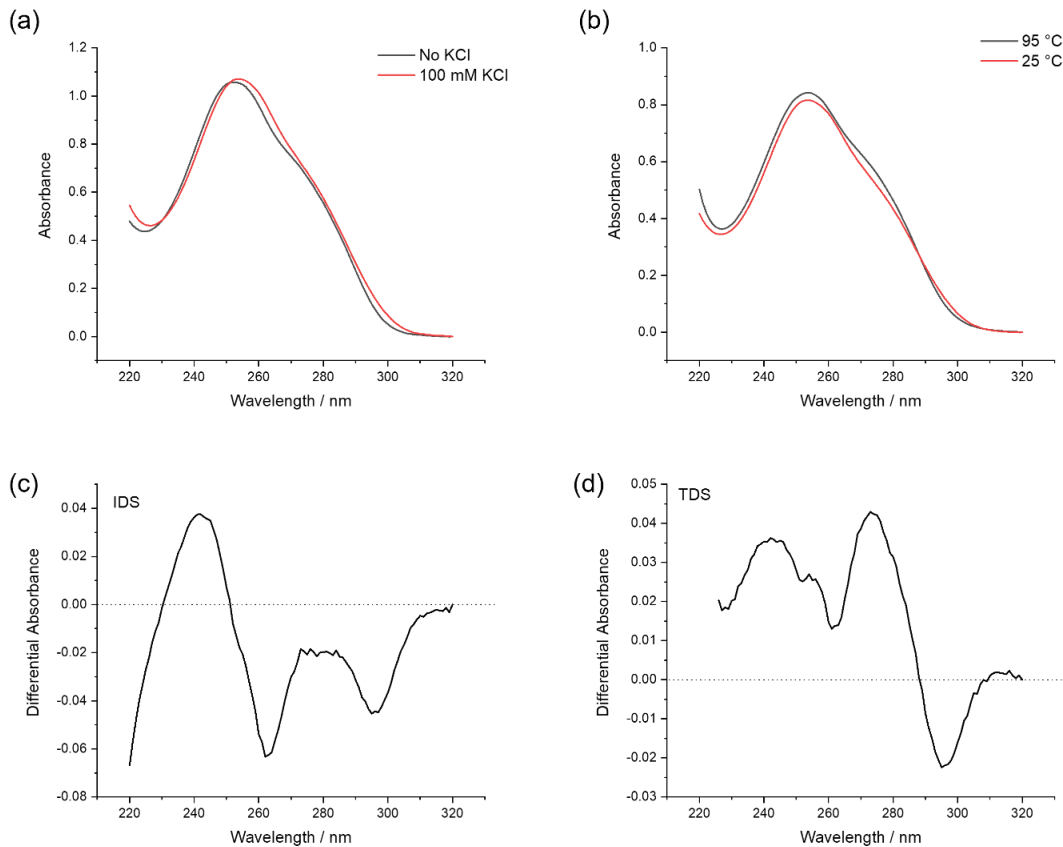 (a)
No KCl
100 mM KCl
Absorbance
1.2
1.0
0.8
0.6
0.4
0.2
0.0
220 240 260 280 300 320
Wavelength / nm
(b)
95 °C
25 °C
Absorbance
1.0
0.8
0.6
0.4
0.2
0.0
220 240 260 280 300 320
Wavelength / nm
(c)
IDS
Differential Absorbance
0.04
0.02
0.00
-0.02
-0.04
-0.06
-0.08
220 240 260 280 300 320
Wavelength / nm
(d)
TDS
Differential Absorbance
0.05
0.04
0.03
0.02
0.01
0.00
-0.01
-0.02
-0.03
220 240 260 280 300 320
Wavelength / nm